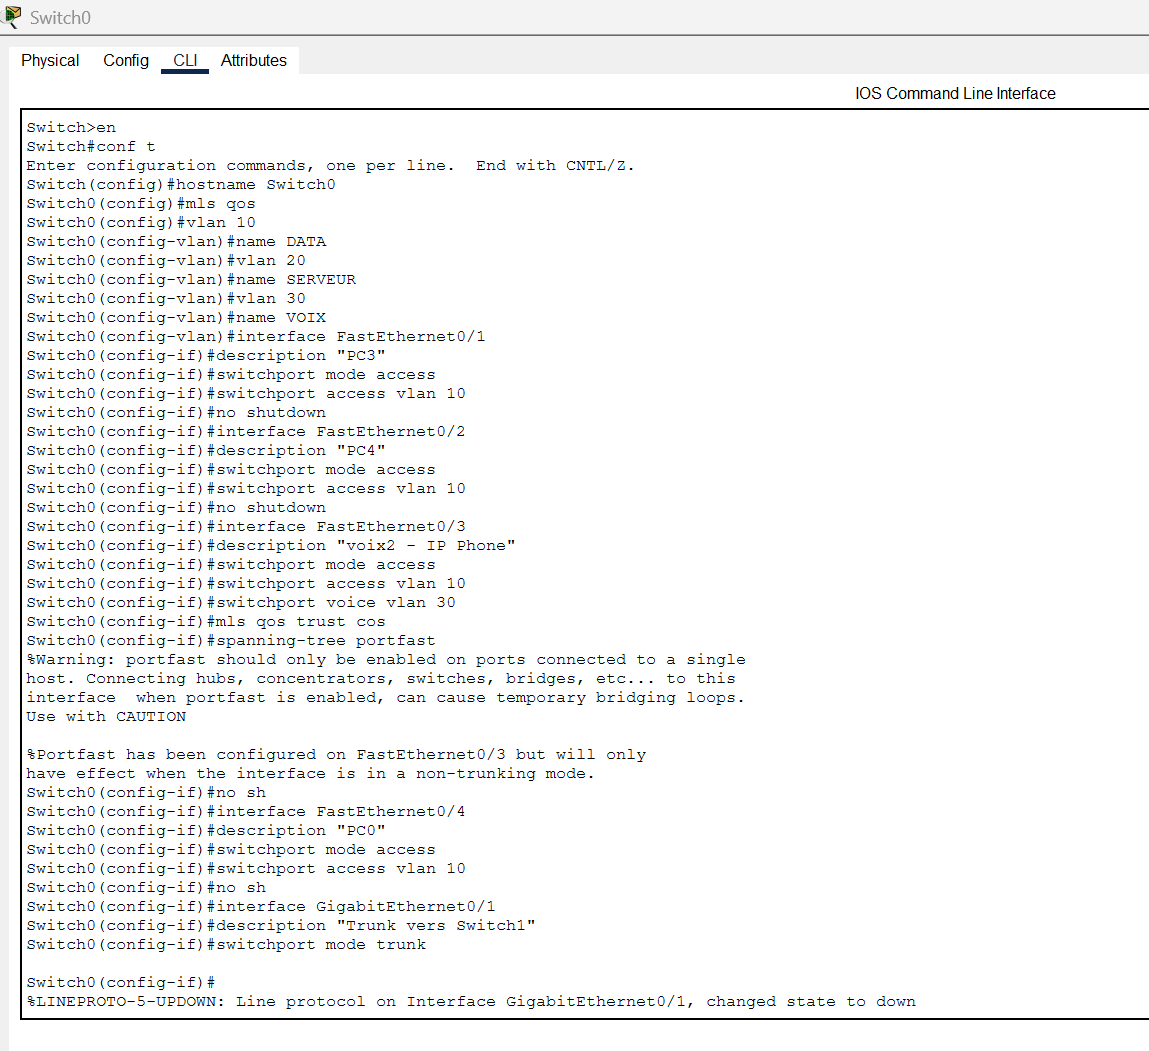 Switch0
Physical Config CLI Attributes
IOS Command Line Interface
Switch>en
Switch#conf t
Enter configuration commands, one per line.  End with CNTL/Z.
Switch(config)#hostname Switch0
Switch0(config)#mls qos
Switch0(config)#vlan 10
Switch0(config-vlan)#name DATA
Switch0(config-vlan)#vlan 20
Switch0(config-vlan)#name SERVEUR
Switch0(config-vlan)#vlan 30
Switch0(config-vlan)#name VOIX
Switch0(config-vlan)#interface FastEthernet0/1
Switch0(config-if)#description "PC3"
Switch0(config-if)#switchport mode access
Switch0(config-if)#switchport access vlan 10
Switch0(config-if)#no shutdown
Switch0(config-if)#interface FastEthernet0/2
Switch0(config-if)#description "PC4"
Switch0(config-if)#switchport mode access
Switch0(config-if)#switchport access vlan 10
Switch0(config-if)#no shutdown
Switch0(config-if)#interface FastEthernet0/3
Switch0(config-if)#description "voix2 - IP Phone"
Switch0(config-if)#switchport mode access
Switch0(config-if)#switchport access vlan 10
Switch0(config-if)#switchport voice vlan 30
Switch0(config-if)#mls qos trust cos
Switch0(config-if)#spanning-tree portfast
%Warning: portfast should only be enabled on ports connected to a single
host. Connecting hubs, concentrators, switches, bridges, etc... to this
interface  when portfast is enabled, can cause temporary bridging loops.
Use with CAUTION
%Portfast has been configured on FastEthernet0/3 but will only
have effect when the interface is in a non-trunking mode.
Switch0(config-if)#no sh
Switch0(config-if)#interface FastEthernet0/4
Switch0(config-if)#description "PC0"
Switch0(config-if)#switchport mode access
Switch0(config-if)#switchport access vlan 10
Switch0(config-if)#no sh
Switch0(config-if)#interface GigabitEthernet0/1
Switch0(config-if)#description "Trunk vers Switch1"
Switch0(config-if)#switchport mode trunk
Switch0(config-if)#
%LINEPROTO-5-UPDOWN: Line protocol on Interface GigabitEthernet0/1, changed state to down